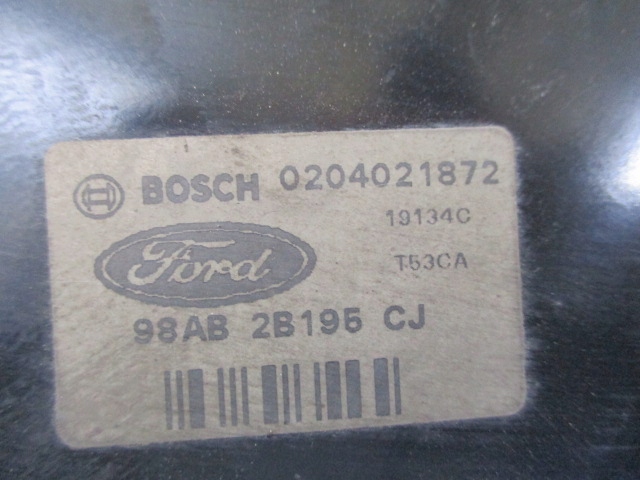 BOSCH 0204021872
19134C
Ford
T53CA
98AB 2B195 CJ